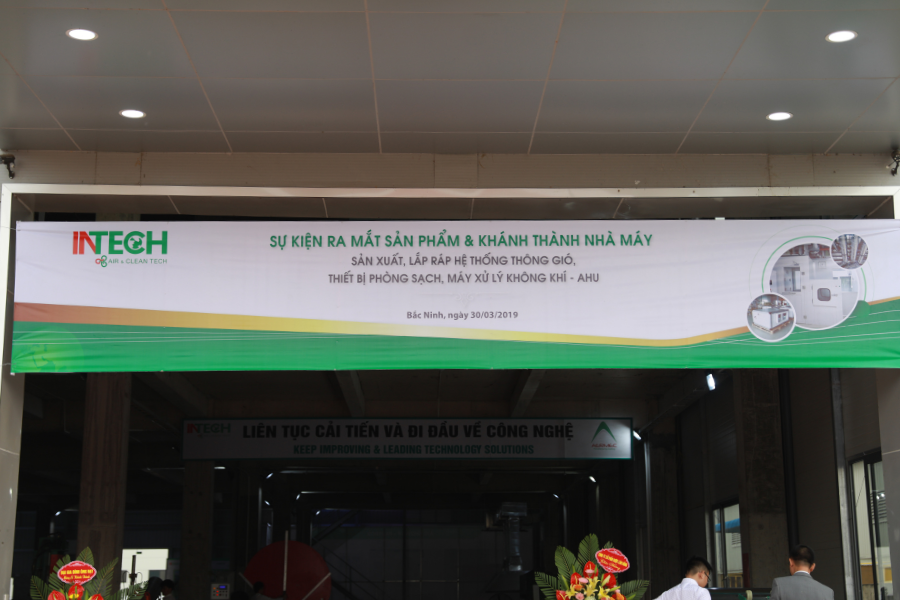 INTECH
AIR & CLEAN TECH
SỰ KIỆN RA MẮT SẢN PHẨM & KHÁNH THÀNH NHÀ MÁY
SẢN XUẤT, LẮP RÁP HỆ THỐNG THÔNG GIÓ,
THIẾT BỊ PHÒNG SẠCH, MÁY XỬ LÝ KHÔNG KHÍ - AHU
Bắc Ninh, ngày 30/03/2019
INTECH
LIÊN TỤC CẢI TIẾN VÀ ĐI ĐẦU VỀ CÔNG NGHỆ
KEEP IMPROVING & LEADING TECHNOLOGY SOLUTIONS